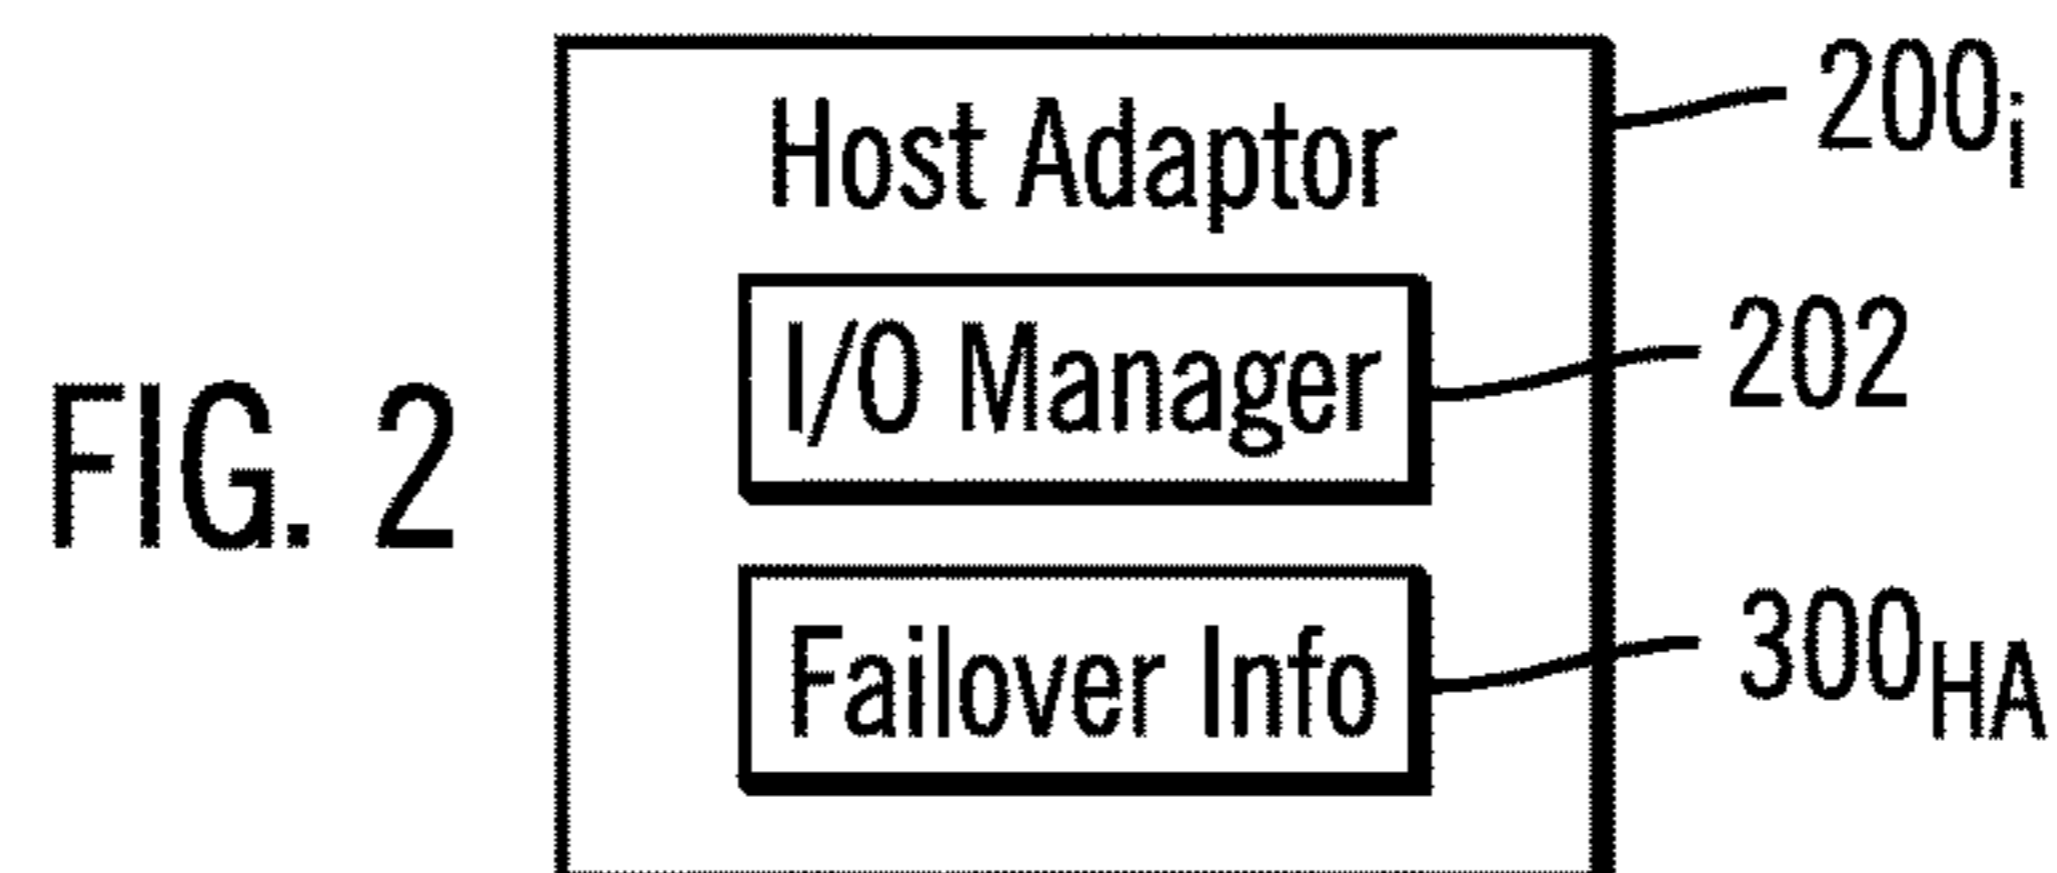 Host Adaptor
200i
I/O Manager
202
FIG. 2
Failover Info
300HA